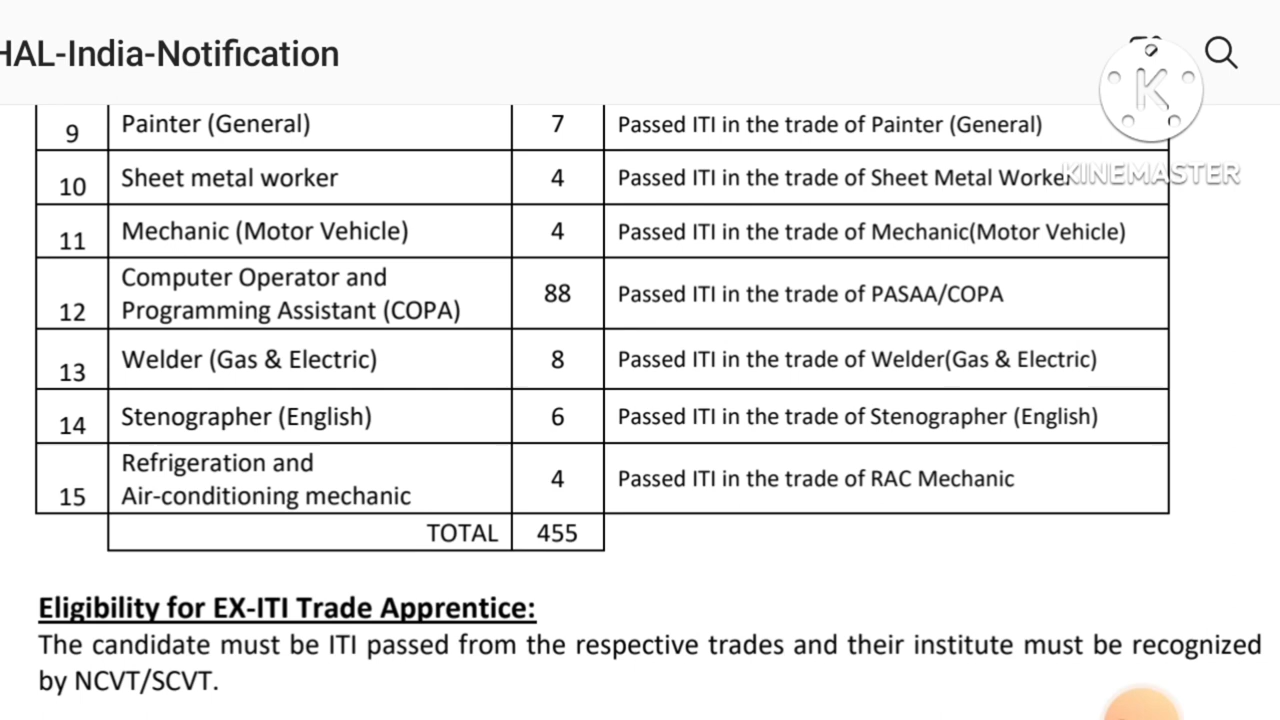 HAL-India-Notification
K
KINEMASTER
9 Painter (General) 7 Passed ITI in the trade of Painter (General)
10 Sheet metal worker 4 Passed ITI in the trade of Sheet Metal Worker
11 Mechanic (Motor Vehicle) 4 Passed ITI in the trade of Mechanic(Motor Vehicle)
12 Computer Operator and
Programming Assistant (COPA) 88 Passed ITI in the trade of PASAA/COPA
13 Welder (Gas & Electric) 8 Passed ITI in the trade of Welder(Gas & Electric)
14 Stenographer (English) 6 Passed ITI in the trade of Stenographer (English)
15 Refrigeration and
Air-conditioning mechanic 4 Passed ITI in the trade of RAC Mechanic
TOTAL 455
Eligibility for EX-ITI Trade Apprentice:
The candidate must be ITI passed from the respective trades and their institute must be recognized
by NCVT/SCVT.